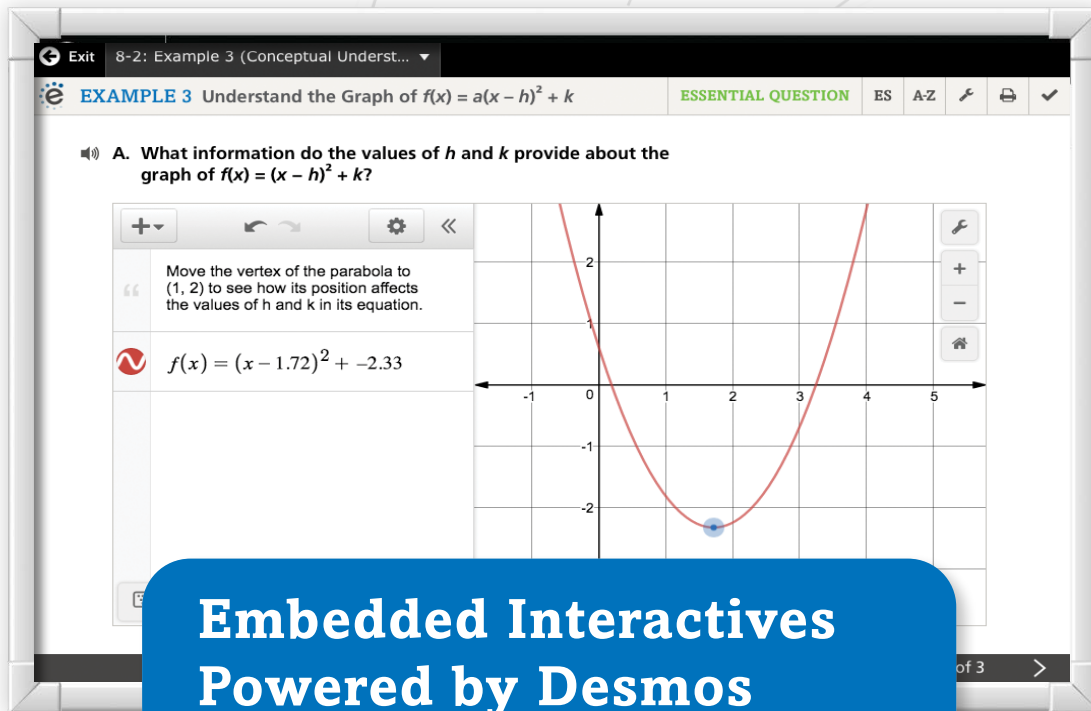 Exit 8-2: Example 3 (Conceptual Underst...
EXAMPLE 3 Understand the Graph of f(x) = a(x – h)² + k ESSENTIAL QUESTION ES A-Z
A. What information do the values of h and k provide about the
graph of f(x) = (x – h)² + k?
Move the vertex of the parabola to
(1, 2) to see how its position affects
the values of h and k in its equation.
f(x) = (x – 1.72)² + –2.33
2
1
-1 0 1 2 3 4 5
-1
-2
Embedded Interactives
Powered by Desmos
of 3